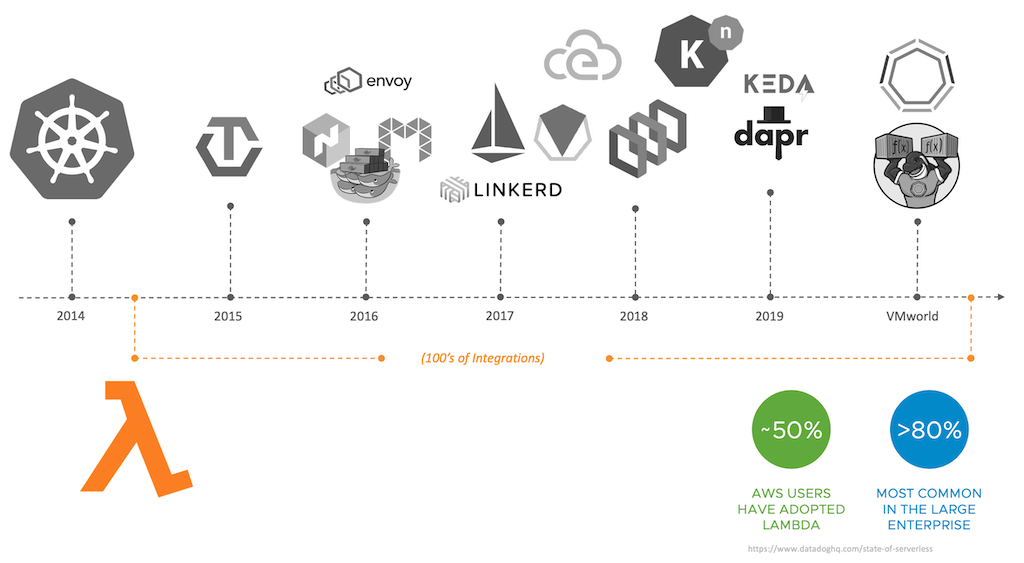 n
K
envoy
KEDA
dapr
T
N
LINKERD
f(x) f(x)
2014
2015
2016
2017
2018
2019
VMworld
(100's of Integrations)
~50%
>80%
AWS USERS
HAVE ADOPTED
LAMBDA
MOST COMMON
IN THE LARGE
ENTERPRISE
https://www.datadoghq.com/state-of-serverless